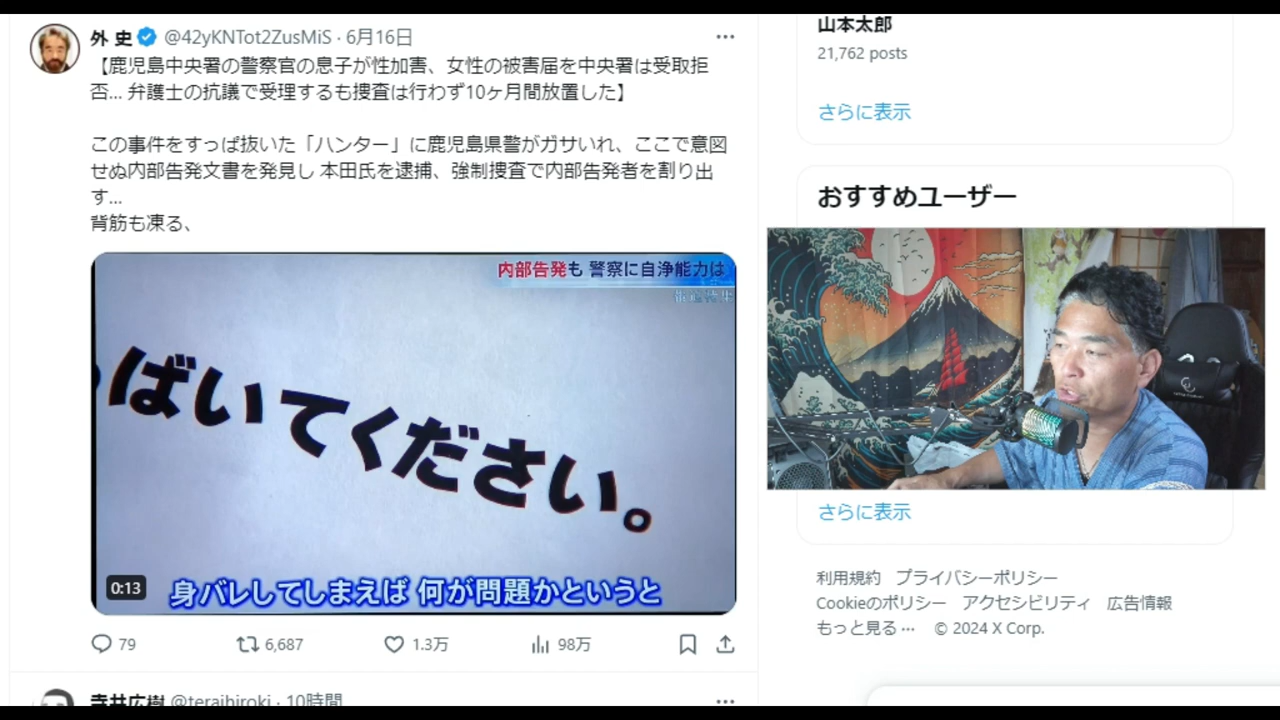 外 史 @42yKNTot2ZusMiS · 6月16日
【鹿児島中央署の警察官の息子が性加害、女性の被害届を中央署は受取拒
否... 弁護士の抗議で受理するも捜査は行わず10ヶ月間放置した】
この事件をすっぱ抜いた「ハンター」に鹿児島県警がガサいれ、ここで意図
せぬ内部告発文書を発見し 本田氏を逮捕、強制捜査で内部告発者を割り出
す...
背筋も凍る、
内部告発も 警察に自浄能力は
報道特集
ばいてください。
0:13
身バレしてしまえば 何が問題かというと
79
6,687
1.3万
98万
寺井広樹 @teraihiroki · 10時間
山本太郎
21,762 posts
さらに表示
おすすめユーザー
さらに表示
利用規約 プライバシーポリシー
Cookieのポリシー アクセシビリティ 広告情報
もっと見る ··· © 2024 X Corp.